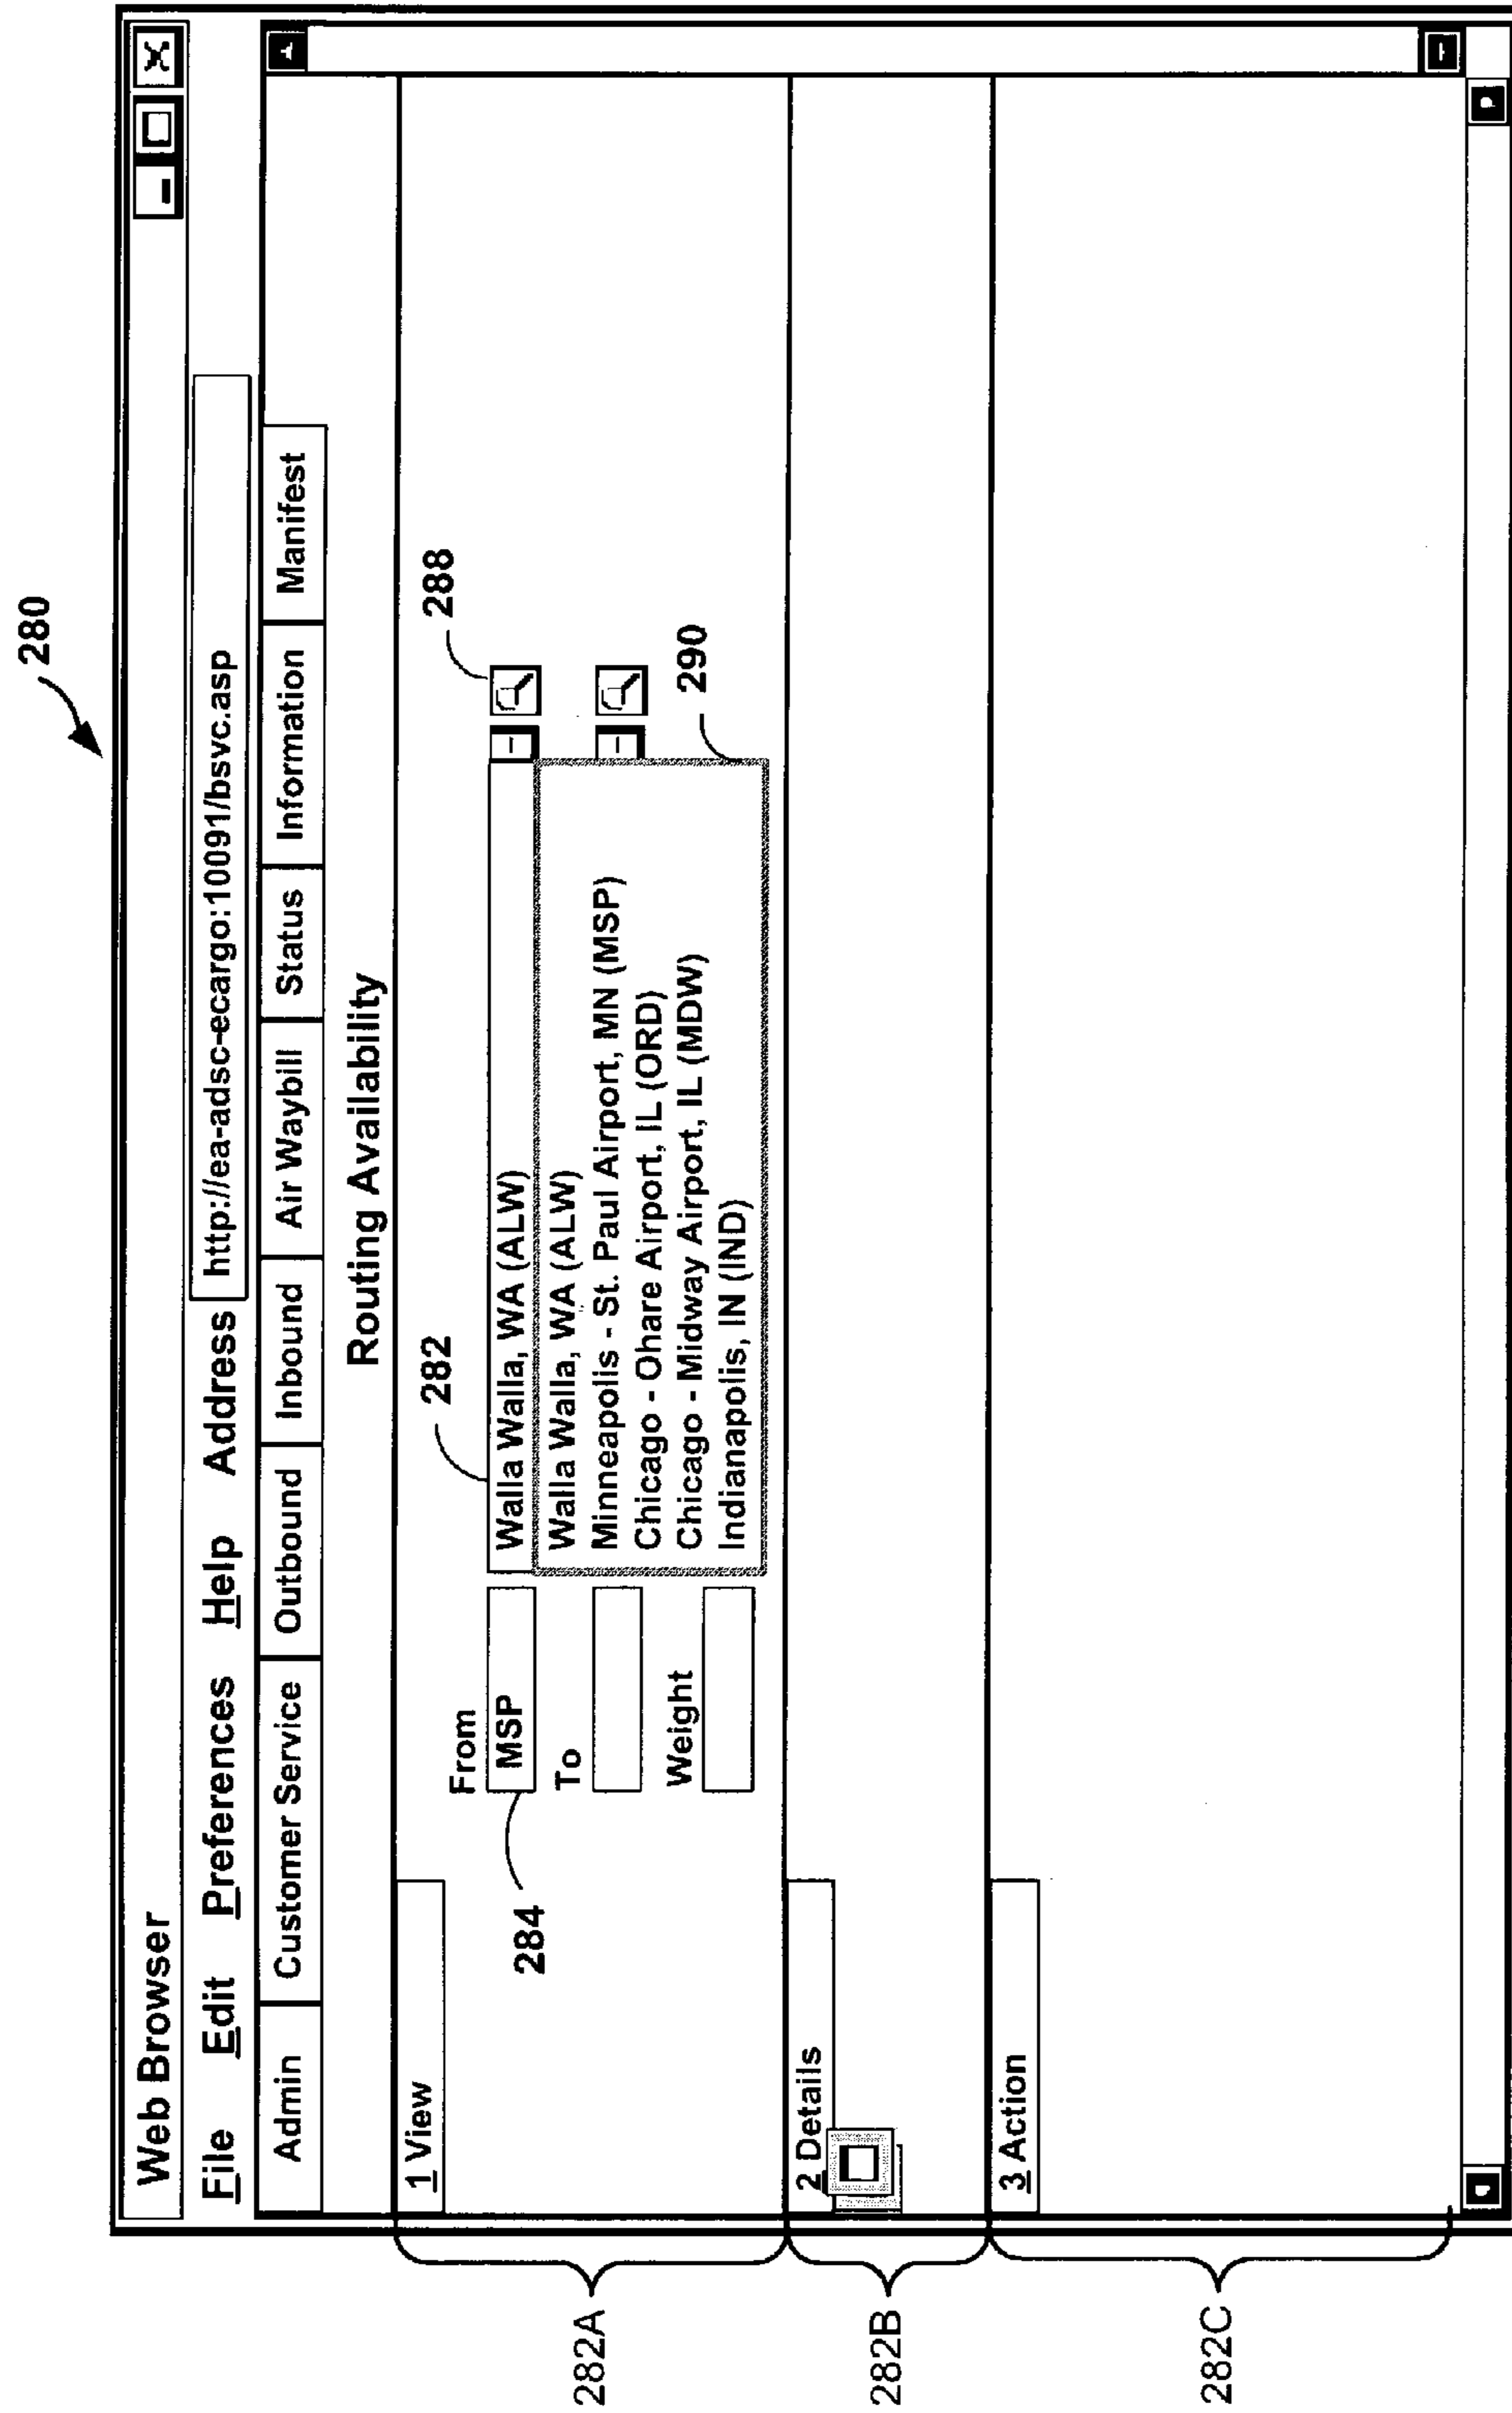 280
Web Browser
File Edit Preferences Help Address http://ea-adsc-ecargo:10091/bsvc.asp
Admin Customer Service Outbound Inbound Air Waybill Status Information Manifest
Routing Availability
1 View
282 288
From
284 MSP Walla Walla, WA (ALW)
Walla Walla, WA (ALW)
To Minneapolis - St. Paul Airport, MN (MSP)
Chicago - Ohare Airport, IL (ORD)
Weight Chicago - Midway Airport, IL (MDW) 290
Indianapolis, IN (IND)
282A
2 Details
282B
3 Action
282C